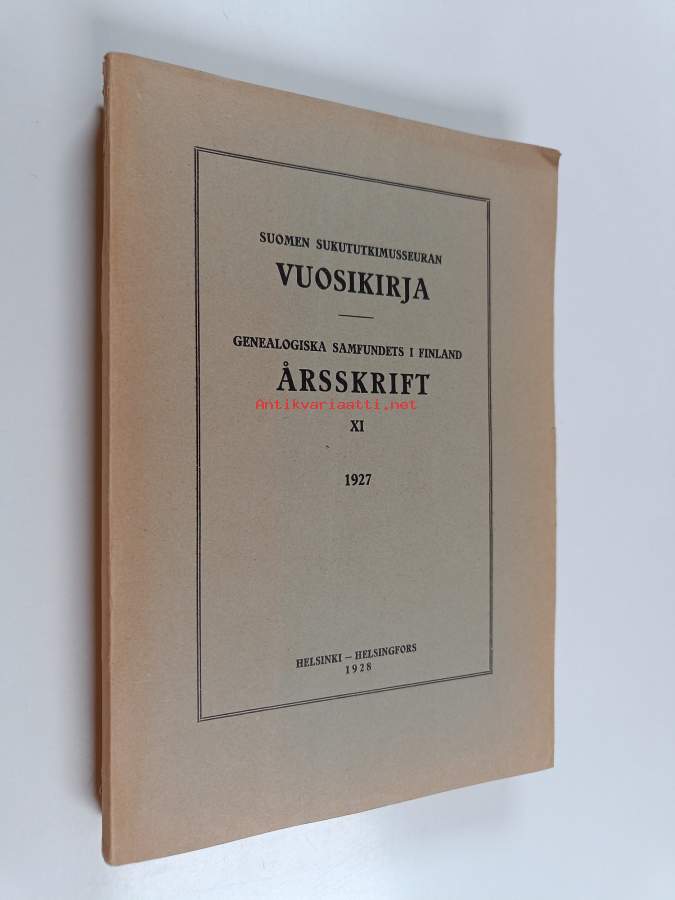 SUOMEN SUKUTUTKIMUSSEURAN
VUOSIKIRJA
GENEALOGISKA SAMFUNDETS I FINLAND
ÅRSSKRIFT
Antikvariaatti.net
XI
1927
HELSINKI – HELSINGFORS
1928